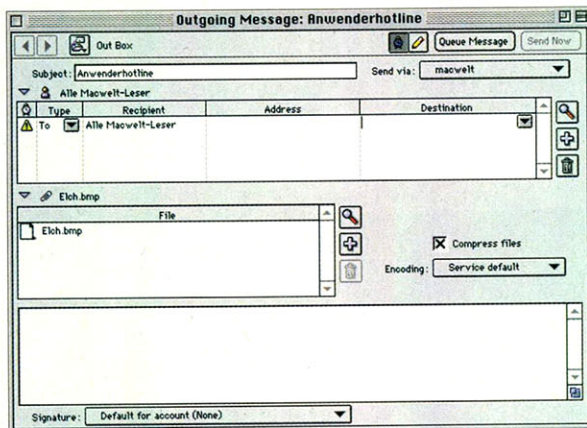 Outgoing Message: Anwenderhotline
Out Box
Queue Message
Send Now
Subject: Anwenderhotline
Send via: macwelt
Alle Macwelt-Leser
Type Recipient Address Destination
To Alle Macwelt-Leser
Elch.bmp
File
Elch.bmp
Compress files
Encoding: Service default
Signature: Default for account (None)